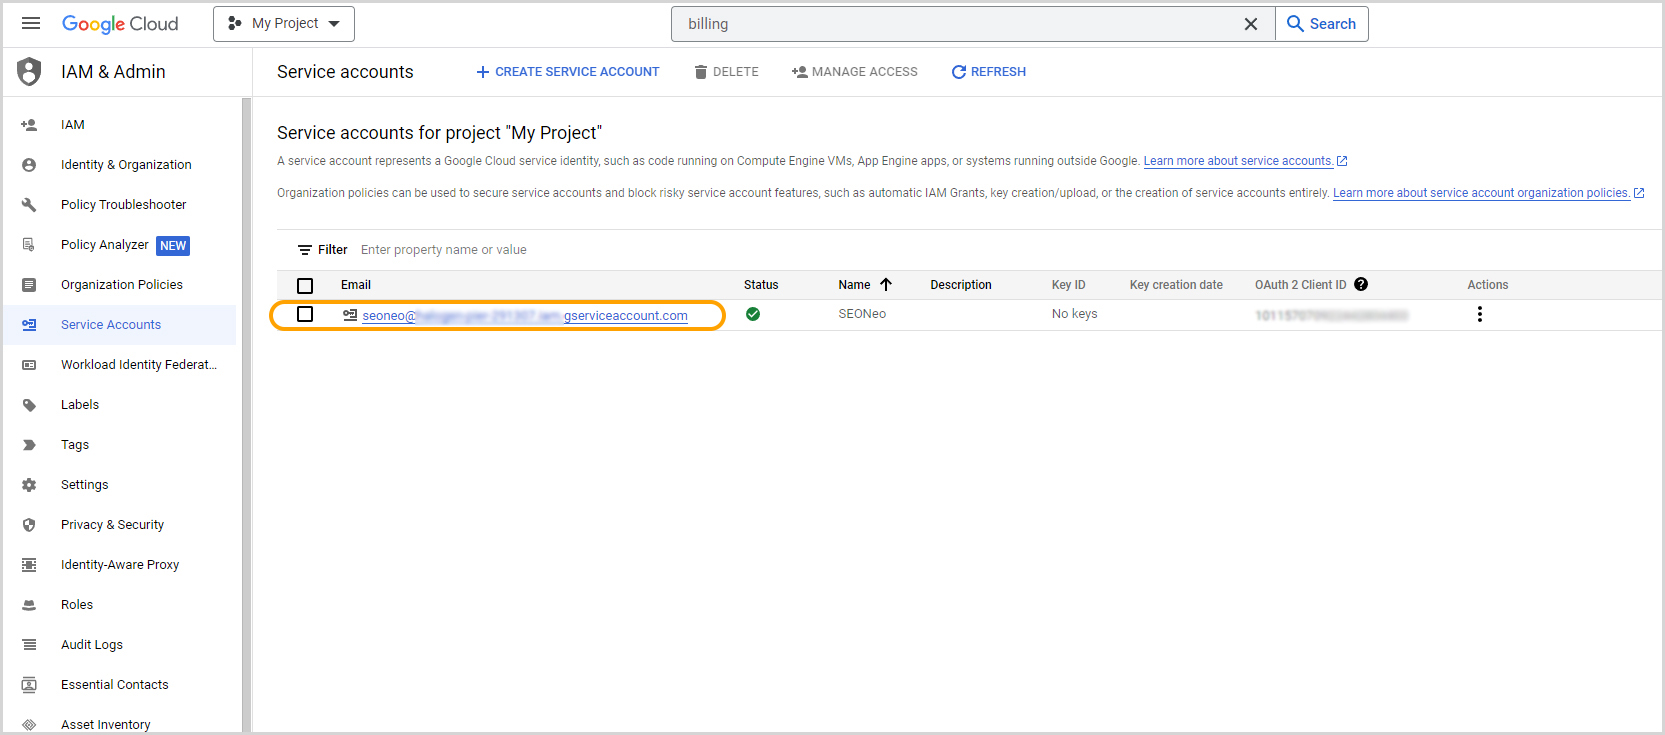 Google Cloud
My Project
billing
Search
IAM & Admin
Service accounts
CREATE SERVICE ACCOUNT
DELETE
MANAGE ACCESS
REFRESH
IAM
Identity & Organization
Policy Troubleshooter
Policy Analyzer NEW
Organization Policies
Service Accounts
Workload Identity Federat...
Labels
Tags
Settings
Privacy & Security
Identity-Aware Proxy
Roles
Audit Logs
Essential Contacts
Asset Inventory
Service accounts for project "My Project"
A service account represents a Google Cloud service identity, such as code running on Compute Engine VMs, App Engine apps, or systems running outside Google. Learn more about service accounts.
Organization policies can be used to secure service accounts and block risky service account features, such as automatic IAM Grants, key creation/upload, or the creation of service accounts entirely. Learn more about service account organization policies.
Filter Enter property name or value
Email Status Name Description Key ID Key creation date OAuth 2 Client ID Actions
seoneo@ gserviceaccount.com SEONeo No keys